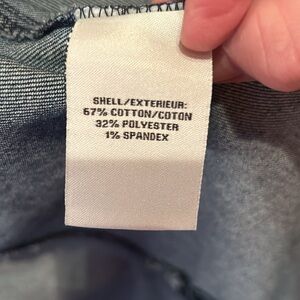 SHELL/EXTERIEUR:
67% COTTON/COTON
32% POLYESTER
1% SPANDEX